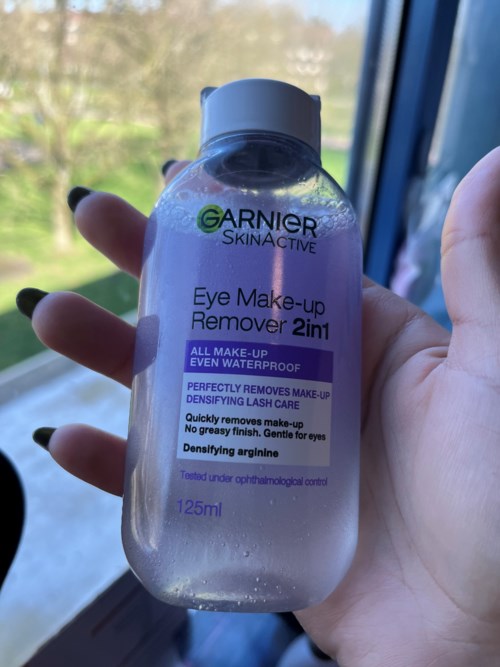 GARNIER
SKINACTIVE
Eye Make-up
Remover 2in1
ALL MAKE-UP
EVEN WATERPROOF
PERFECTLY REMOVES MAKE-UP
DENSIFYING LASH CARE
Quickly removes make-up
No greasy finish. Gentle for eyes
Densifying arginine
Tested under ophthalmological control
125ml